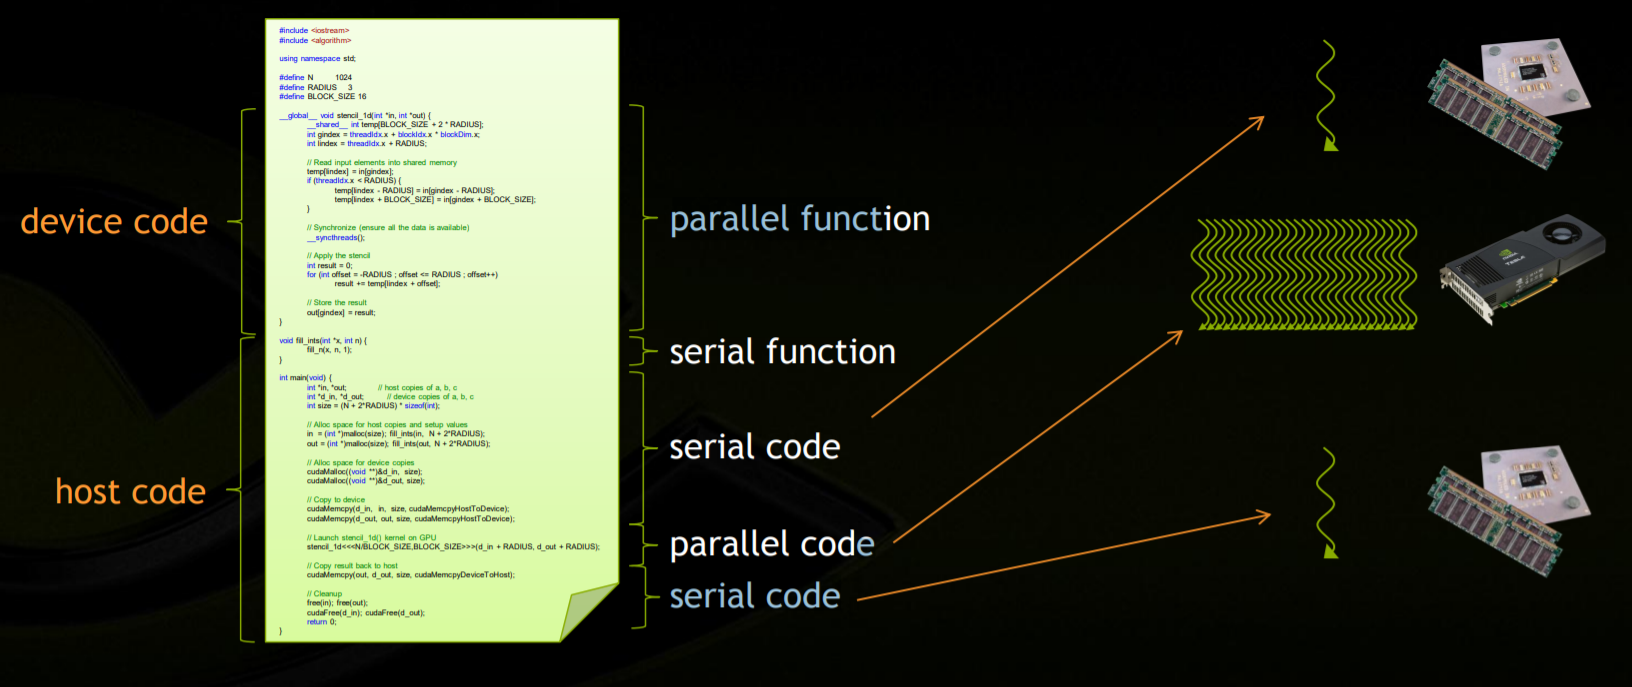 #include <iostream>
#include <algorithm>
using namespace std;
#define N 1024
#define RADIUS 3
#define BLOCK_SIZE 16
__global__ void stencil_1d(int *in, int *out) {
__shared__ int temp[BLOCK_SIZE + 2 * RADIUS];
int gindex = threadIdx.x + blockIdx.x * blockDim.x;
int lindex = threadIdx.x + RADIUS;
// Read input elements into shared memory
temp[lindex] = in[gindex];
if (threadIdx.x < RADIUS) {
temp[lindex - RADIUS] = in[gindex - RADIUS];
temp[lindex + BLOCK_SIZE] = in[gindex + BLOCK_SIZE];
}
// Synchronize (ensure all the data is available)
__syncthreads();
// Apply the stencil
int result = 0;
for (int offset = -RADIUS ; offset <= RADIUS ; offset++)
result += temp[lindex + offset];
// Store the result
out[gindex] = result;
}
void fill_ints(int *x, int n) {
fill_n(x, n, 1);
}
int main(void) {
int *in, *out; // host copies of a, b, c
int *d_in, *d_out; // device copies of a, b, c
int size = (N + 2*RADIUS) * sizeof(int);
// Alloc space for host copies and setup values
in = (int *)malloc(size); fill_ints(in, N + 2*RADIUS);
out = (int *)malloc(size); fill_ints(out, N + 2*RADIUS);
// Alloc space for device copies
cudaMalloc((void **)&d_in, size);
cudaMalloc((void **)&d_out, size);
// Copy to device
cudaMemcpy(d_in, in, size, cudaMemcpyHostToDevice);
cudaMemcpy(d_out, out, size, cudaMemcpyHostToDevice);
// Launch stencil_1d() kernel on GPU
stencil_1d<<<N/BLOCK_SIZE,BLOCK_SIZE>>>(d_in + RADIUS, d_out + RADIUS);
// Copy result back to host
cudaMemcpy(out, d_out, size, cudaMemcpyDeviceToHost);
// Cleanup
free(in); free(out);
cudaFree(d_in); cudaFree(d_out);
return 0;
}
device code
host code
parallel function
serial function
serial code
parallel code
serial code
TESLA